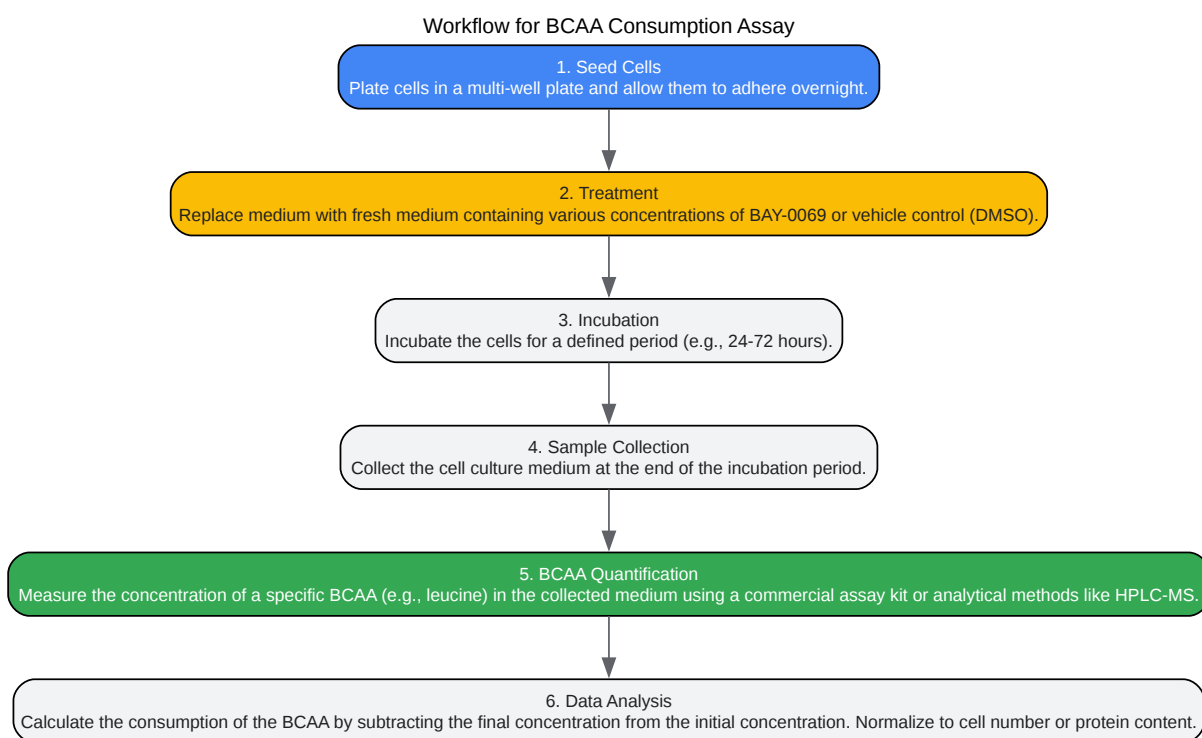 Workflow for BCAA Consumption Assay
1. Seed Cells
Plate cells in a multi-well plate and allow them to adhere overnight.
2. Treatment
Replace medium with fresh medium containing various concentrations of BAY-0069 or vehicle control (DMSO).
3. Incubation
Incubate the cells for a defined period (e.g., 24-72 hours).
4. Sample Collection
Collect the cell culture medium at the end of the incubation period.
5. BCAA Quantification
Measure the concentration of a specific BCAA (e.g., leucine) in the collected medium using a commercial assay kit or analytical methods like HPLC-MS.
6. Data Analysis
Calculate the consumption of the BCAA by subtracting the final concentration from the initial concentration. Normalize to cell number or protein content.